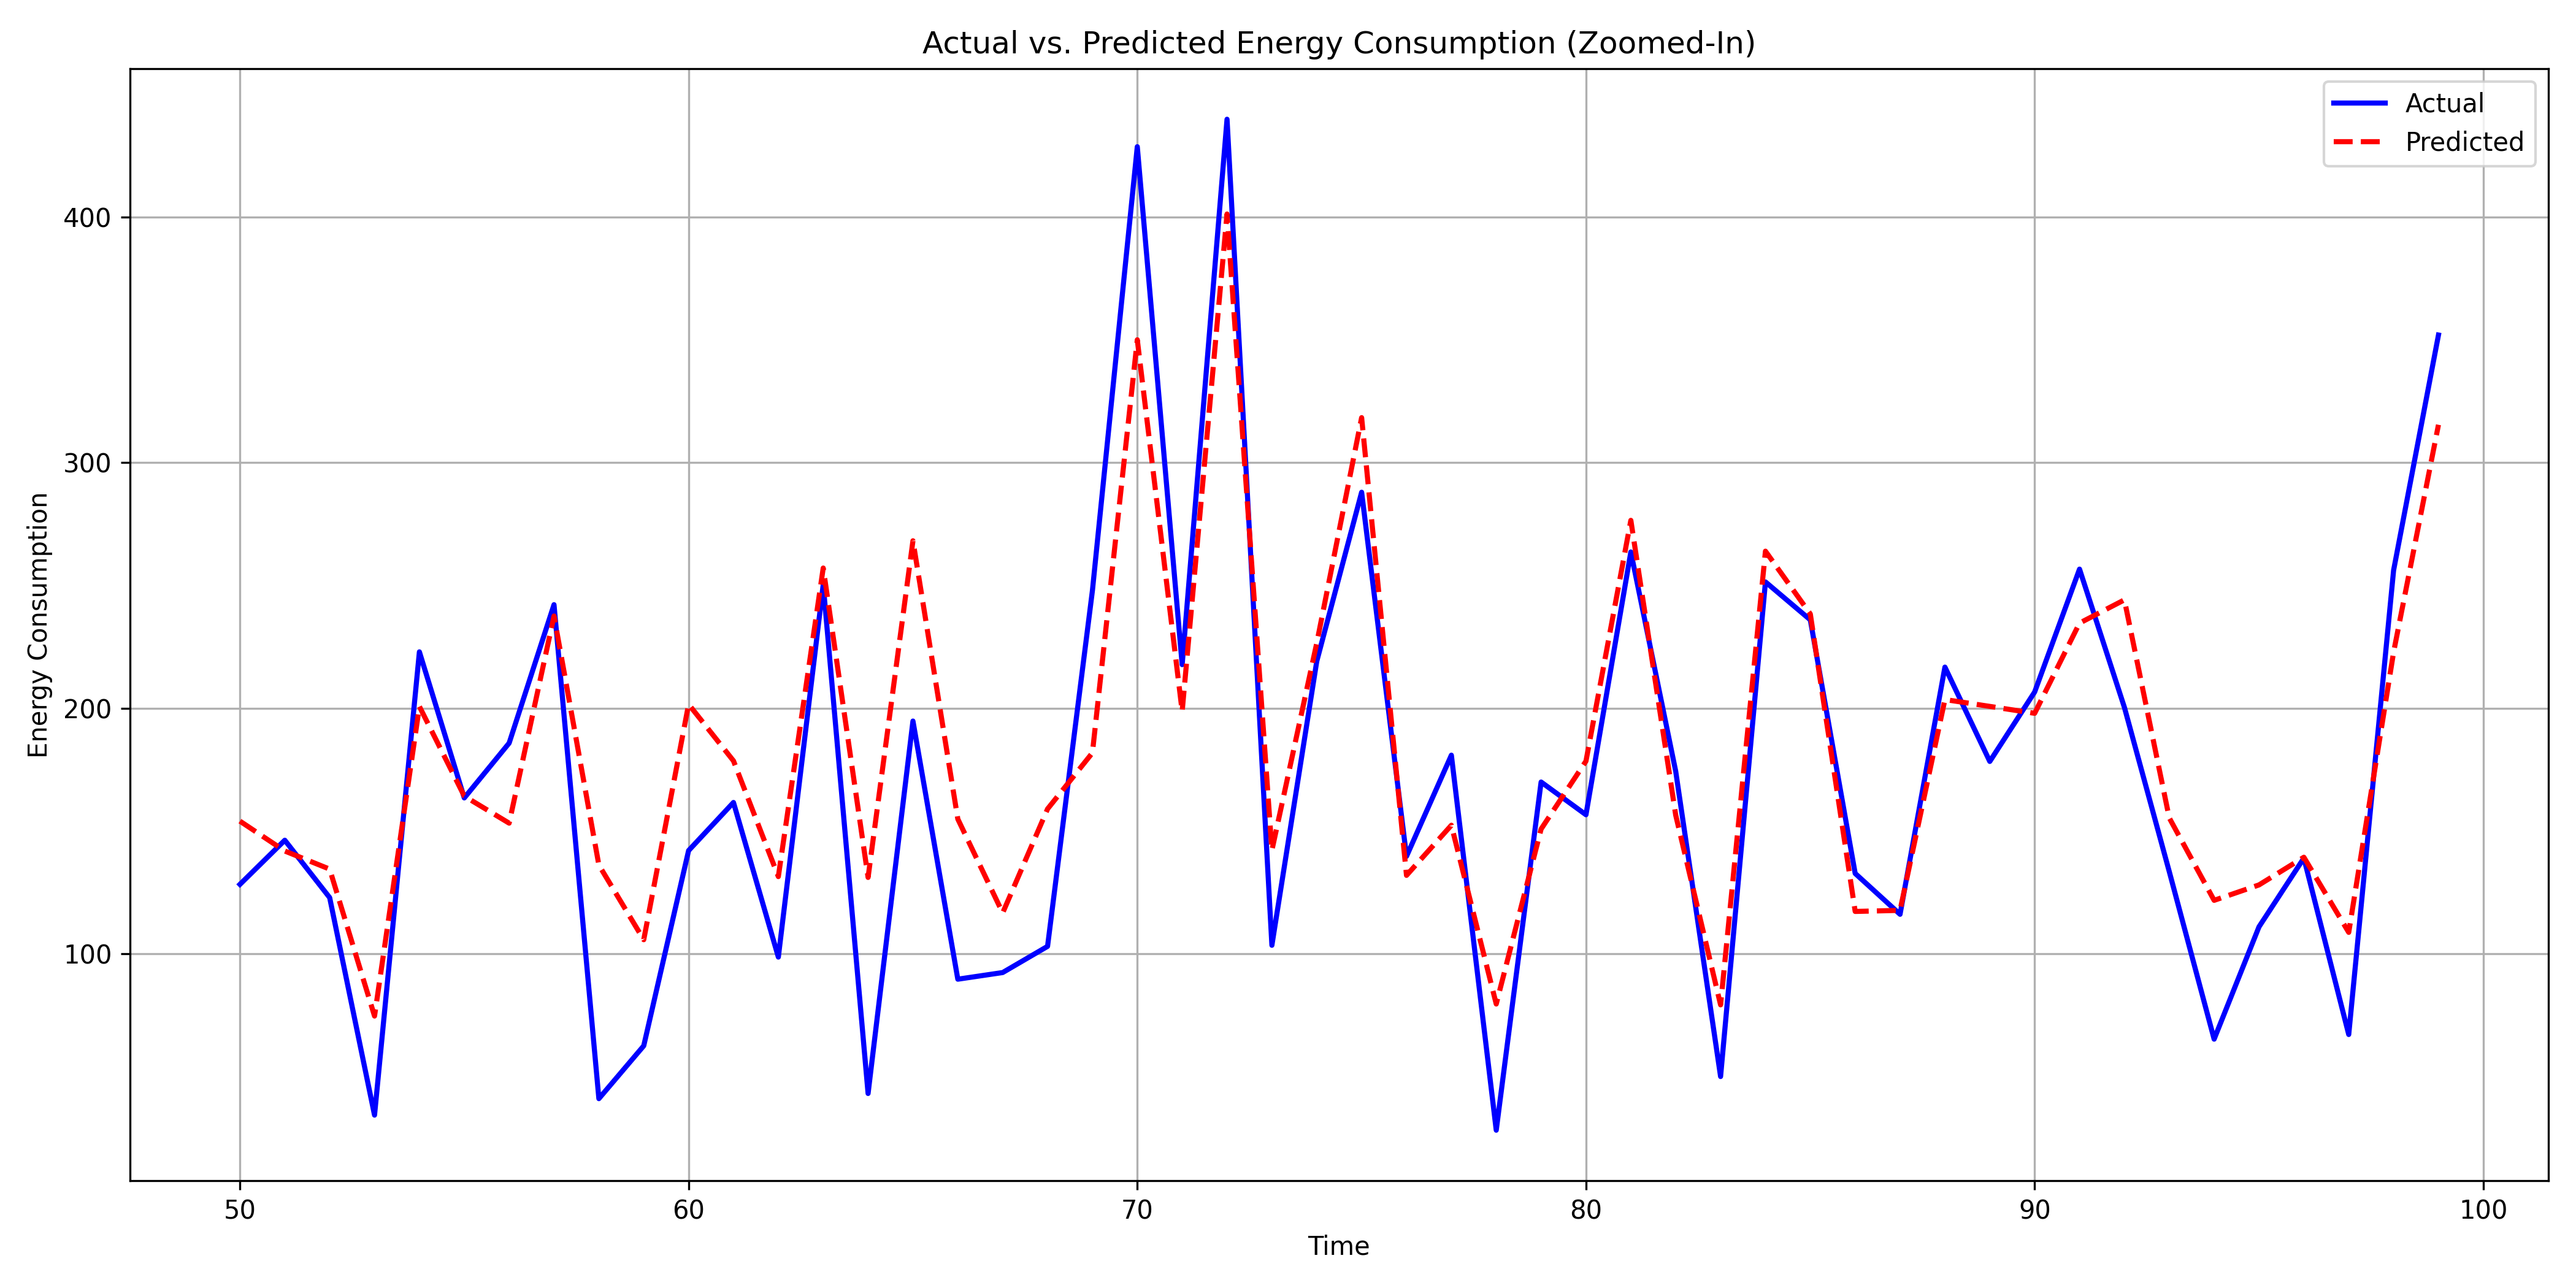 Actual vs. Predicted Energy Consumption (Zoomed-In)
Actual
Predicted
400
300
200
100
Energy Consumption
50 60 70 80 90 100
Time